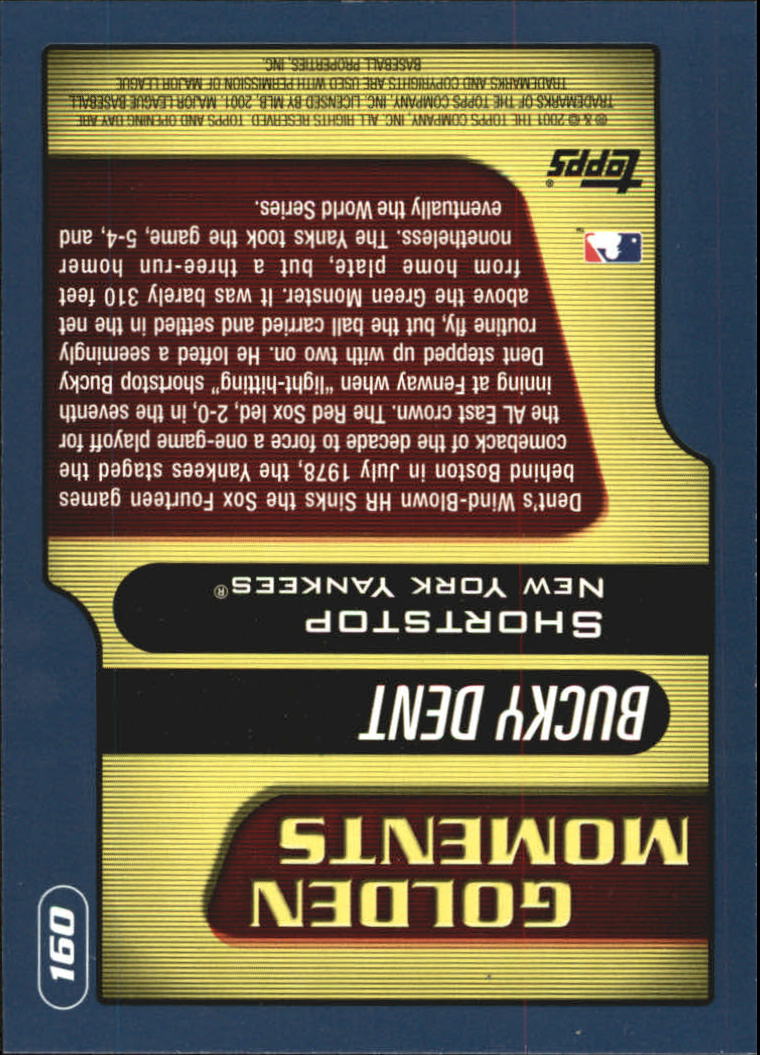 160
GOLDEN
MOMENTS
BUCKY DENT
SHORTSTOP
NEW YORK YANKEES®
Dent's Wind-Blown HR Sinks the Sox Fourteen games
behind Boston in July 1978, the Yankees staged the
comeback of the decade to force a one-game playoff for
the AL East crown. The Red Sox led, 2-0, in the seventh
inning at Fenway when "light-hitting" shortstop Bucky
Dent stepped up with two on. He lofted a seemingly
routine fly, but the ball carried and settled in the net
above the Green Monster. It was barely 310 feet
from home plate, but a three-run homer
nonetheless. The Yanks took the game, 5-4, and
eventually the World Series.
™
Topps®
® & © 2001 THE TOPPS COMPANY, INC. ALL RIGHTS RESERVED. TOPPS AND OPENING DAY ARE
TRADEMARKS OF THE TOPPS COMPANY, INC. LICENSED BY MLB, 2001. MAJOR LEAGUE BASEBALL
TRADEMARKS AND COPYRIGHTS ARE USED WITH PERMISSION OF MAJOR LEAGUE
BASEBALL PROPERTIES, INC.